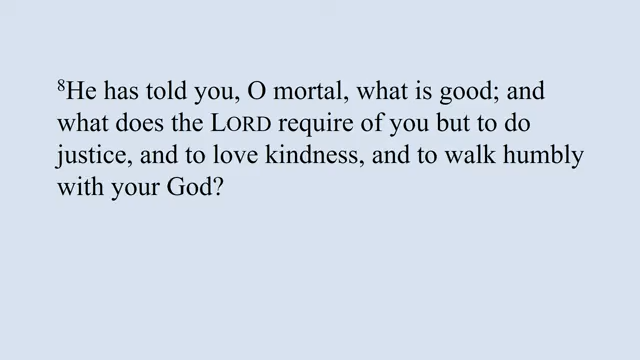 ⁸He has told you, O mortal, what is good; and
what does the LORD require of you but to do
justice, and to love kindness, and to walk humbly
with your God?